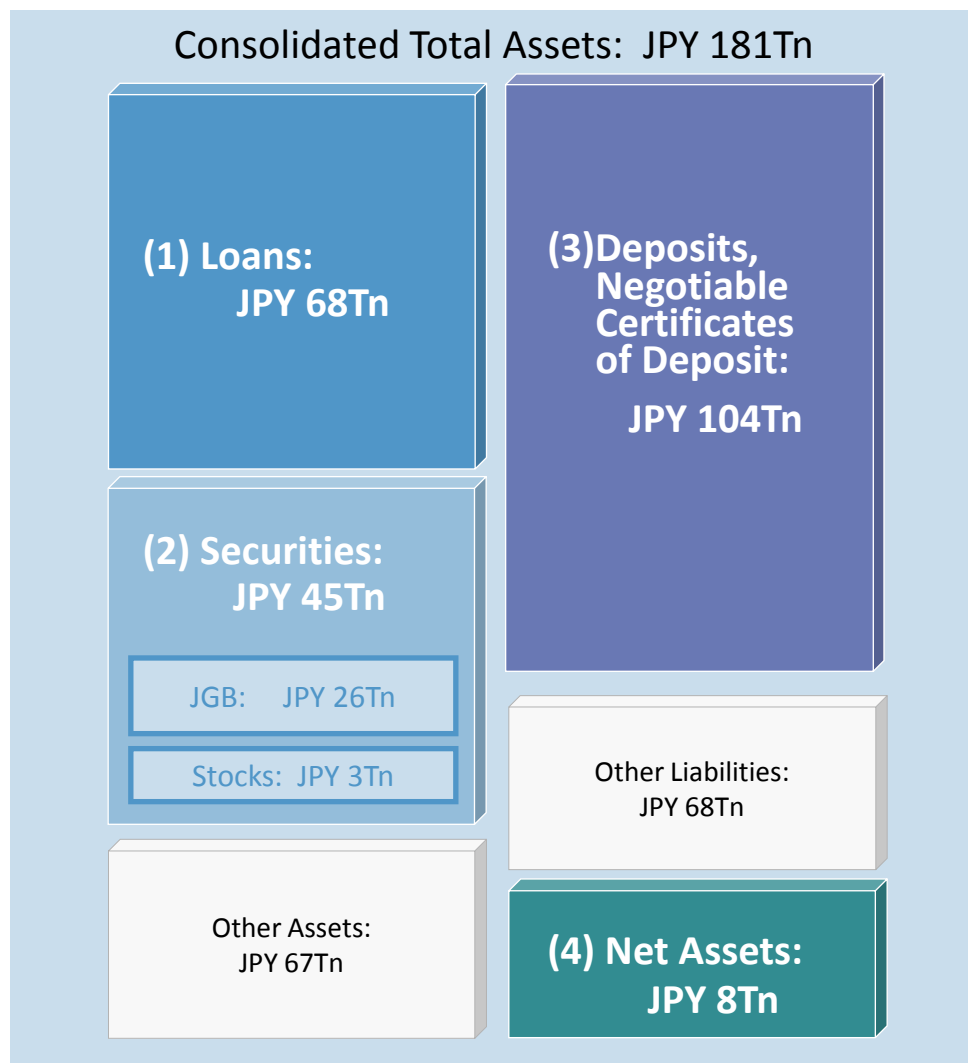 Consolidated Total Assets: JPY 181Tn
(1) Loans:
JPY 68Tn
(2) Securities:
JPY 45Tn
JGB: JPY 26Tn
Stocks: JPY 3Tn
Other Assets:
JPY 67Tn
(3)Deposits,
Negotiable
Certificates
of Deposit:
JPY 104Tn
Other Liabilities:
JPY 68Tn
(4) Net Assets:
JPY 8Tn